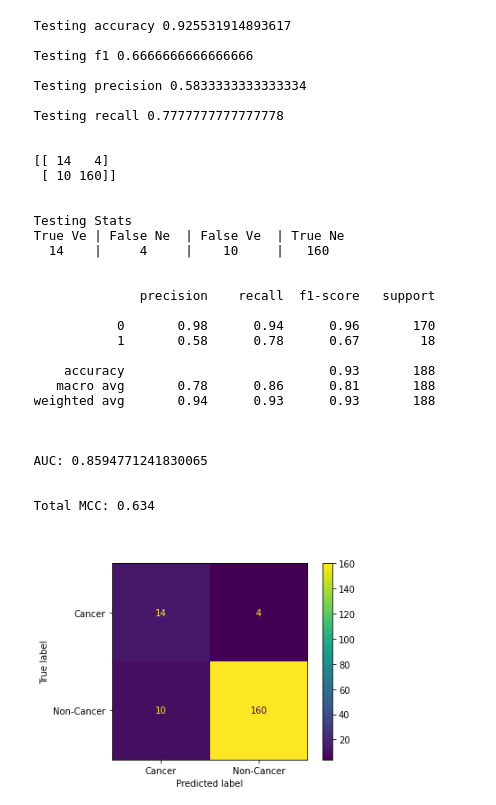 Testing accuracy 0.925531914893617
Testing f1 0.6666666666666666
Testing precision 0.5833333333333334
Testing recall 0.7777777777777778
[[ 14   4]
 [ 10 160]]
Testing Stats
True Ve | False Ne  | False Ve  | True Ne
  14    |     4     |    10     |   160
              precision    recall  f1-score   support
           0       0.98      0.94      0.96       170
           1       0.58      0.78      0.67        18
    accuracy                           0.93       188
   macro avg       0.78      0.86      0.81       188
weighted avg       0.94      0.93      0.93       188
AUC: 0.8594771241830065
Total MCC: 0.634
True label
Cancer
Non-Cancer
14 4
10 160
Cancer Non-Cancer
Predicted label
160
140
120
100
80
60
40
20